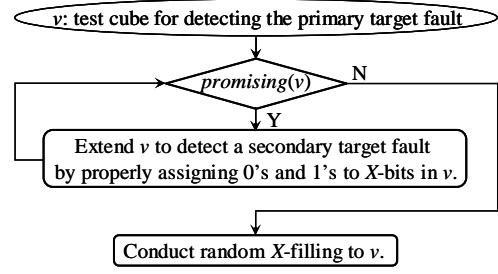 v: test cube for detecting the primary target fault
promising(v)
N
Y
Extend v to detect a secondary target fault
by properly assigning 0's and 1's to X-bits in v.
Conduct random X-filling to v.